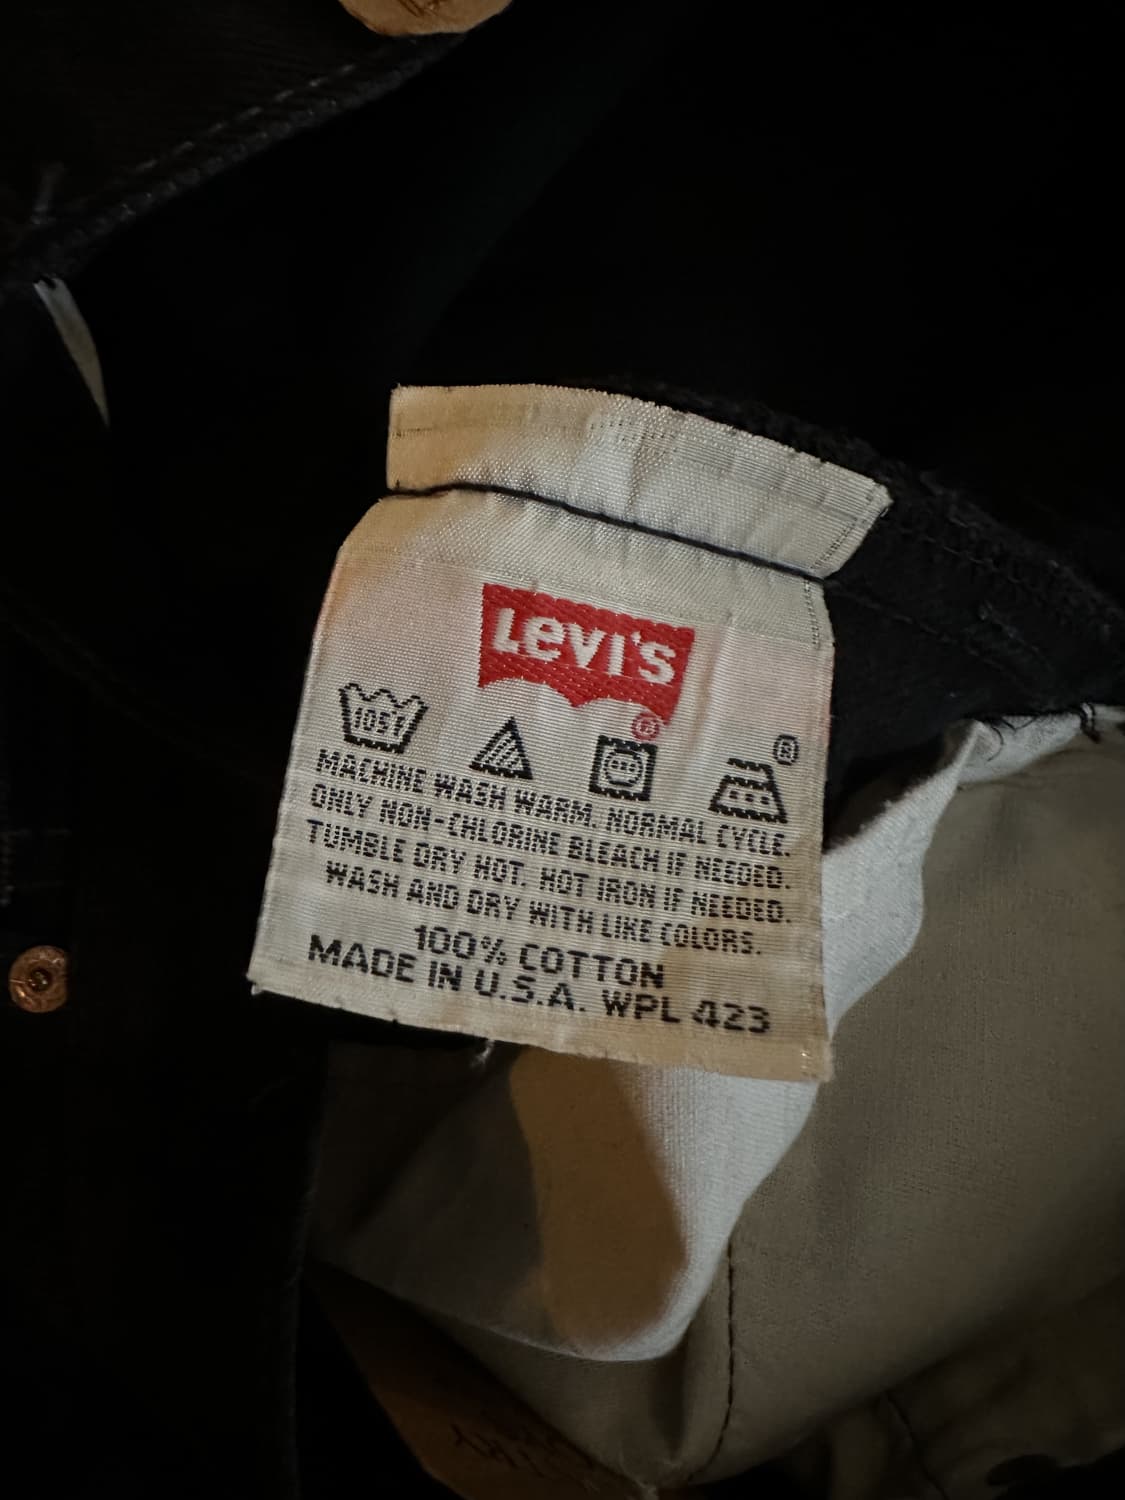 Levi's
®
105F
®
MACHINE WASH WARM. NORMAL CYCLE.
ONLY NON-CHLORINE BLEACH IF NEEDED.
TUMBLE DRY HOT. HOT IRON IF NEEDED.
WASH AND DRY WITH LIKE COLORS.
100% COTTON
MADE IN U.S.A. WPL 423